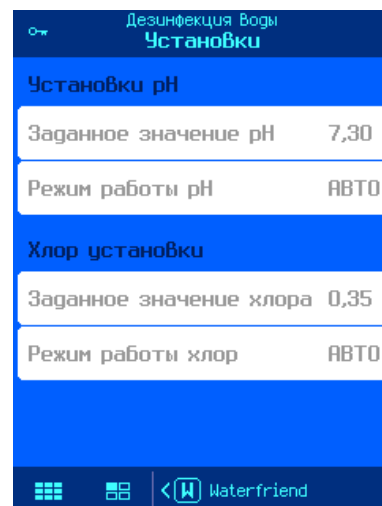 Дезинфекция Воды
Установки
Установки pH
Заданное значение pH 7,30
Режим работы pH АВТО
Хлор установки
Заданное значение хлора 0,35
Режим работы хлор АВТО
< W Waterfriend